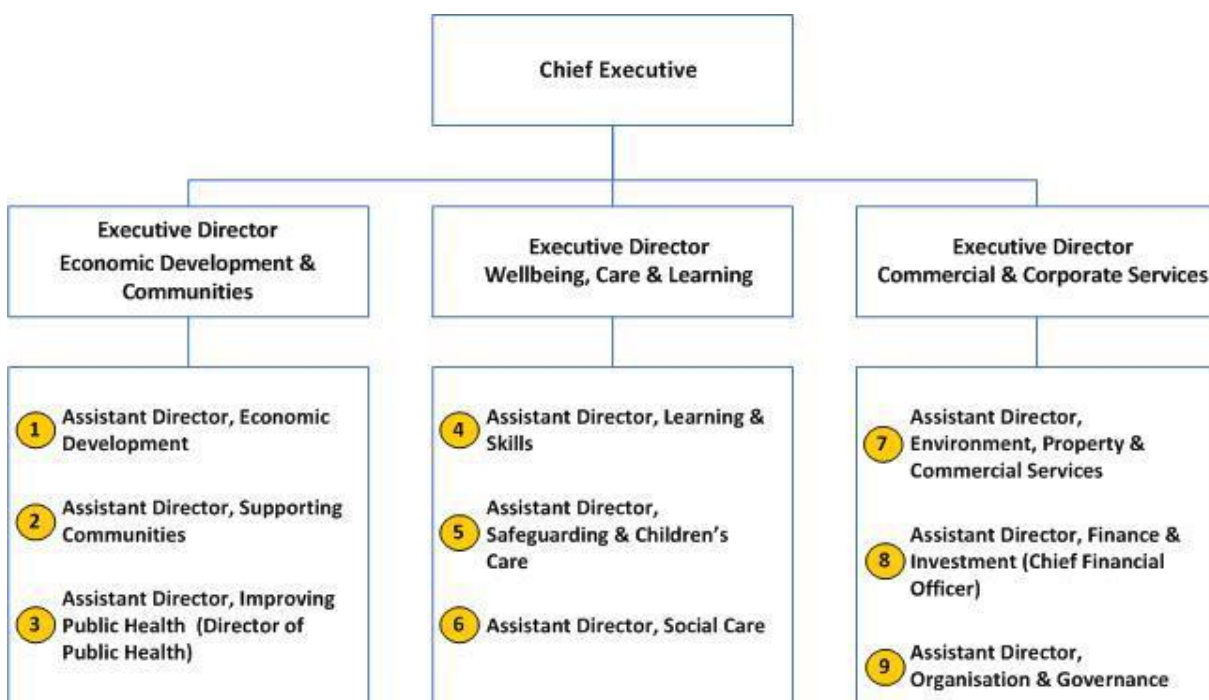 Chief Executive
Executive Director
Economic Development &
Communities
Executive Director
Wellbeing, Care & Learning
Executive Director
Commercial & Corporate Services
1
Assistant Director, Economic
Development
2
Assistant Director, Supporting
Communities
3
Assistant Director, Improving
Public Health (Director of
Public Health)
4
Assistant Director, Learning &
Skills
5
Assistant Director,
Safeguarding & Children's
Care
6
Assistant Director, Social Care
7
Assistant Director,
Environment, Property &
Commercial Services
8
Assistant Director, Finance &
Investment (Chief Financial
Officer)
9
Assistant Director,
Organisation & Governance